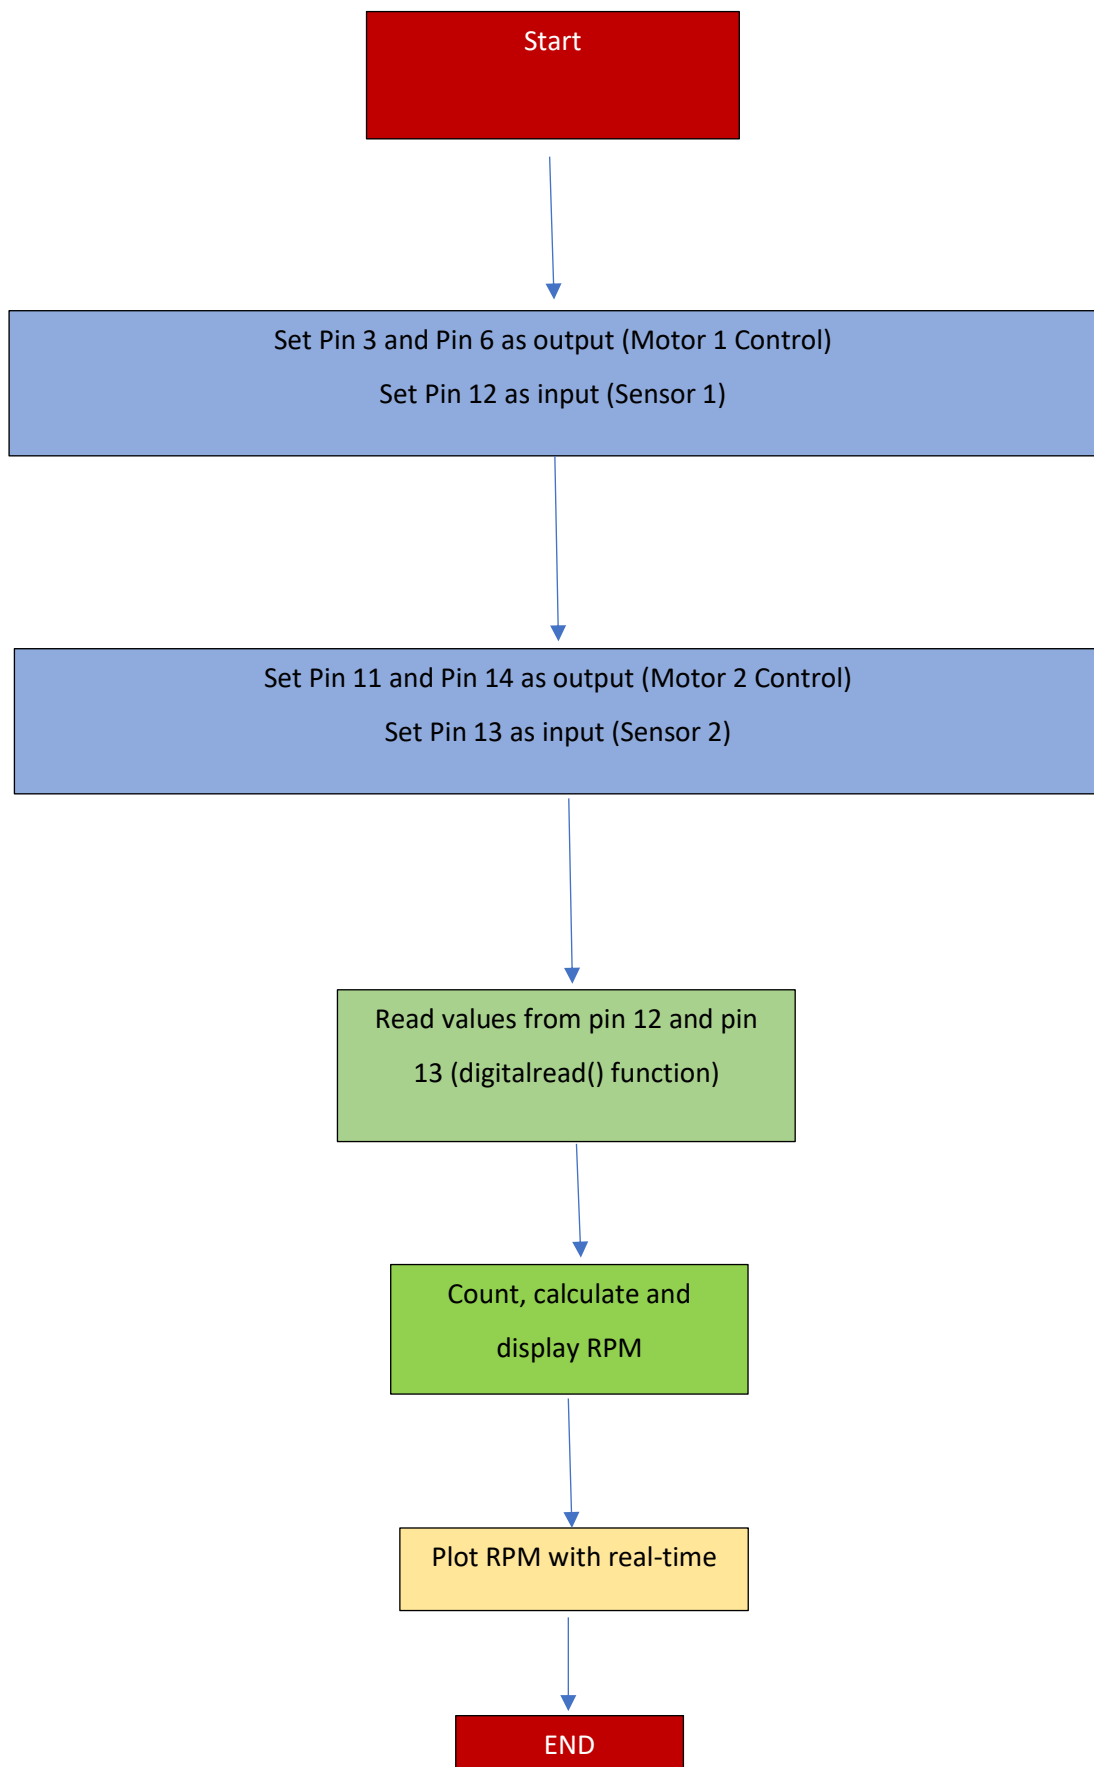 Start
Set Pin 3 and Pin 6 as output (Motor 1 Control)
Set Pin 12 as input (Sensor 1)
Set Pin 11 and Pin 14 as output (Motor 2 Control)
Set Pin 13 as input (Sensor 2)
Read values from pin 12 and pin
13 (digitalread() function)
Count, calculate and
display RPM
Plot RPM with real-time
END